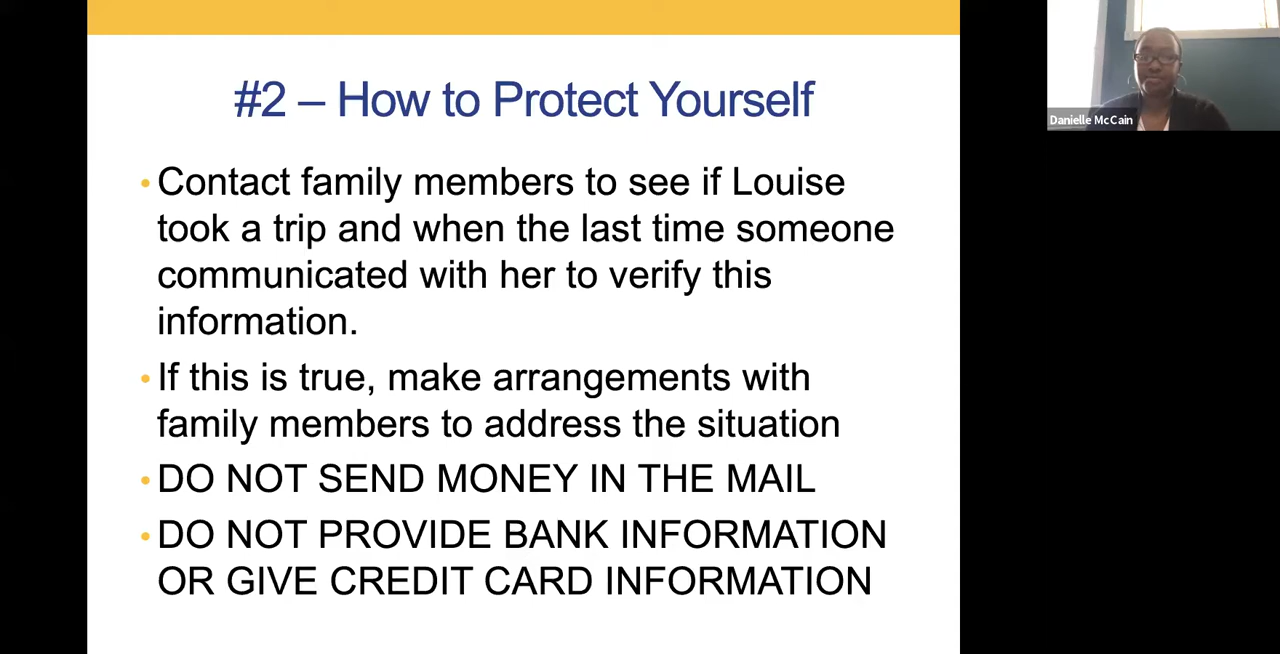 #2 – How to Protect Yourself
Danielle McCain
• Contact family members to see if Louise
took a trip and when the last time someone
communicated with her to verify this
information.
• If this is true, make arrangements with
family members to address the situation
• DO NOT SEND MONEY IN THE MAIL
• DO NOT PROVIDE BANK INFORMATION
OR GIVE CREDIT CARD INFORMATION